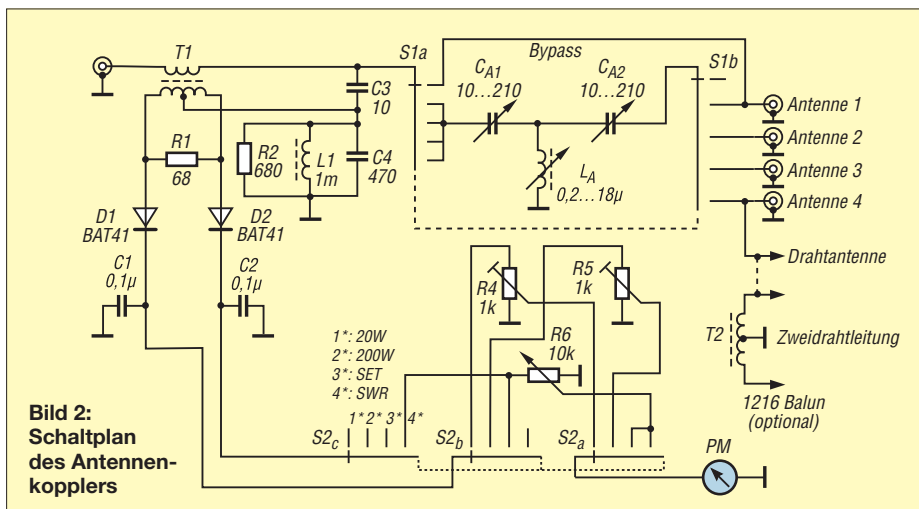 T1
S1a
Bypass
S1b
C A1
10...210
C A2
10...210
C3
10
Antenne 1
Antenne 2
Antenne 3
Antenne 4
R1
68
R2
680
L1
1m
C4
470
L A
0,2...18µ
D1
BAT41
D2
BAT41
Drahtantenne
C1
0,1µ
C2
0,1µ
R4
1k
R5
1k
R6
10k
T2
Zweidrahtleitung
1*: 20W
2*: 200W
3*: SET
4*: SWR
1216 Balun
(optional)
1* 2* 3* 4*
S2c
S2b
S2a
PM
Bild 2:
Schaltplan
des Antennen-
kopplers